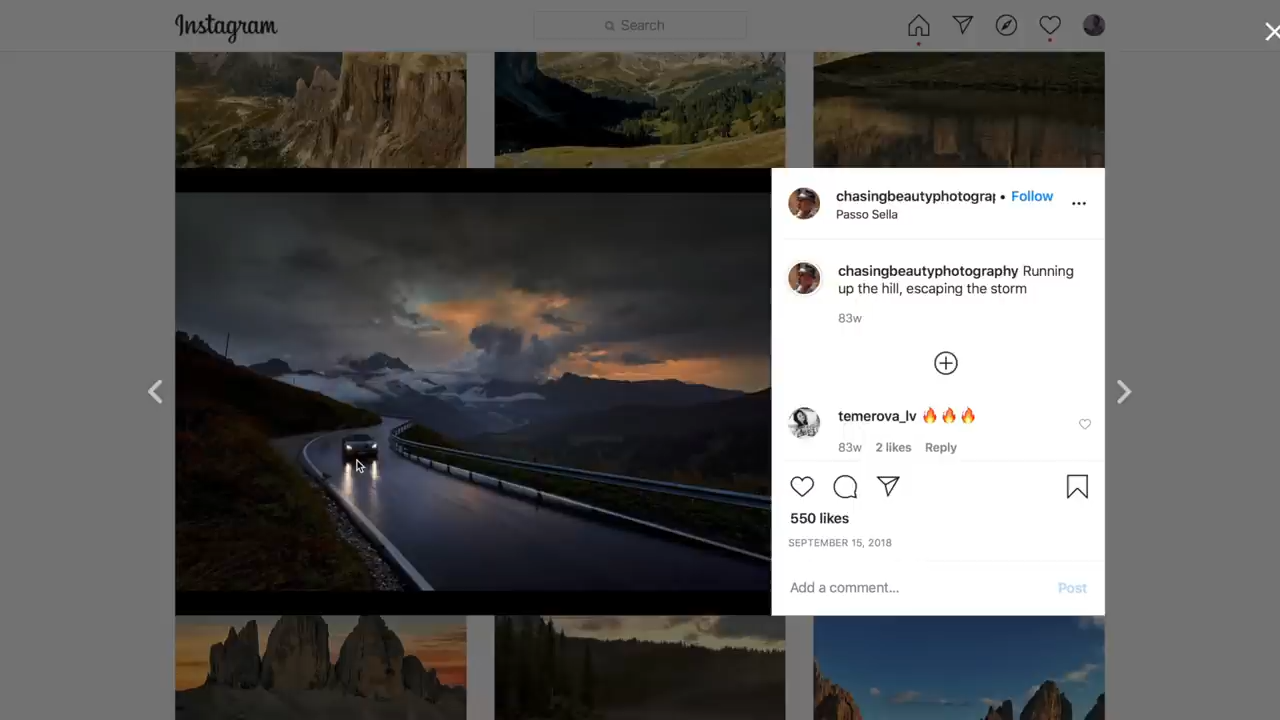 Instagram
Search
chasingbeautyphotograp • Follow
Passo Sella
chasingbeautyphotography Running
up the hill, escaping the storm
83w
temerova_lv 🔥🔥🔥
83w 2 likes Reply
550 likes
SEPTEMBER 15, 2018
Add a comment... Post